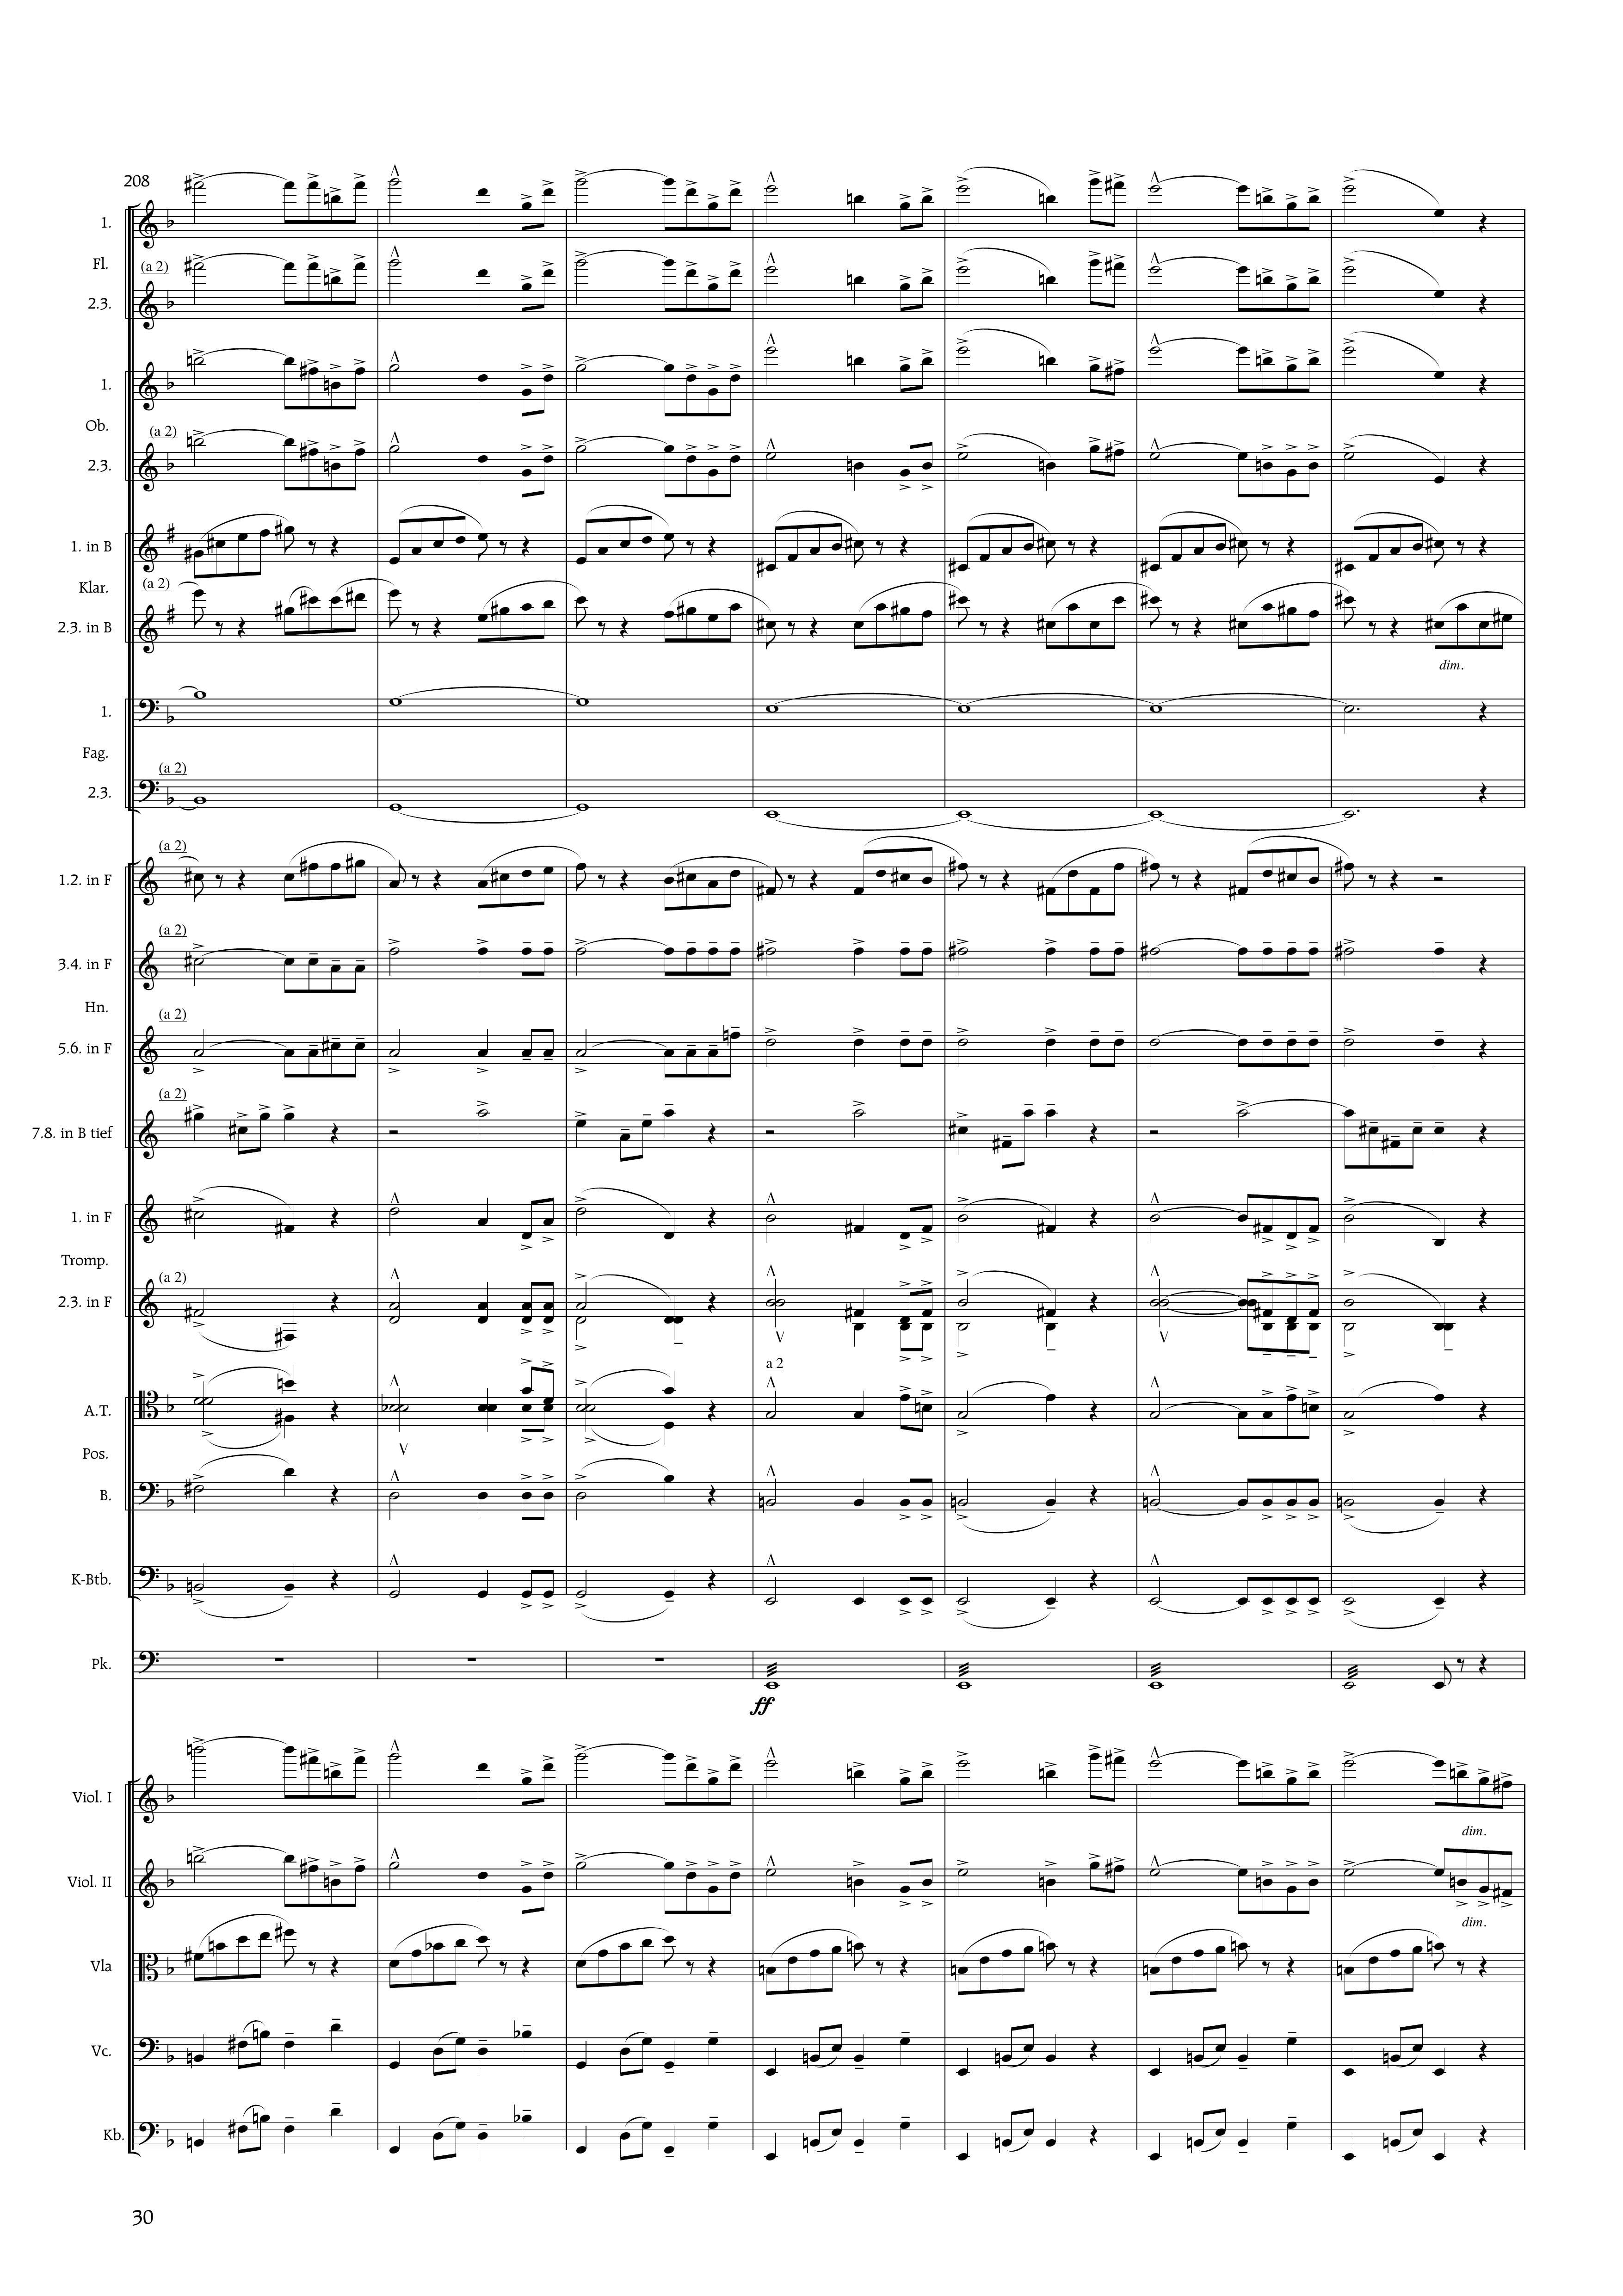 208
1.
Fl.
(a 2)
2.3.
1.
Ob.
(a 2)
2.3.
1. in B
Klar.
(a 2)
2.3. in B
dim.
1.
Fag.
(a 2)
2.3.
(a 2)
1.2. in F
(a 2)
3.4. in F
Hn.
(a 2)
5.6. in F
(a 2)
7.8. in B tief
1. in F
Tromp.
(a 2)
2.3. in F
a 2
A.T.
Pos.
B.
K-Btb.
Pk.
ff
Viol. I
dim.
Viol. II
dim.
Vla
Vc.
Kb.
30